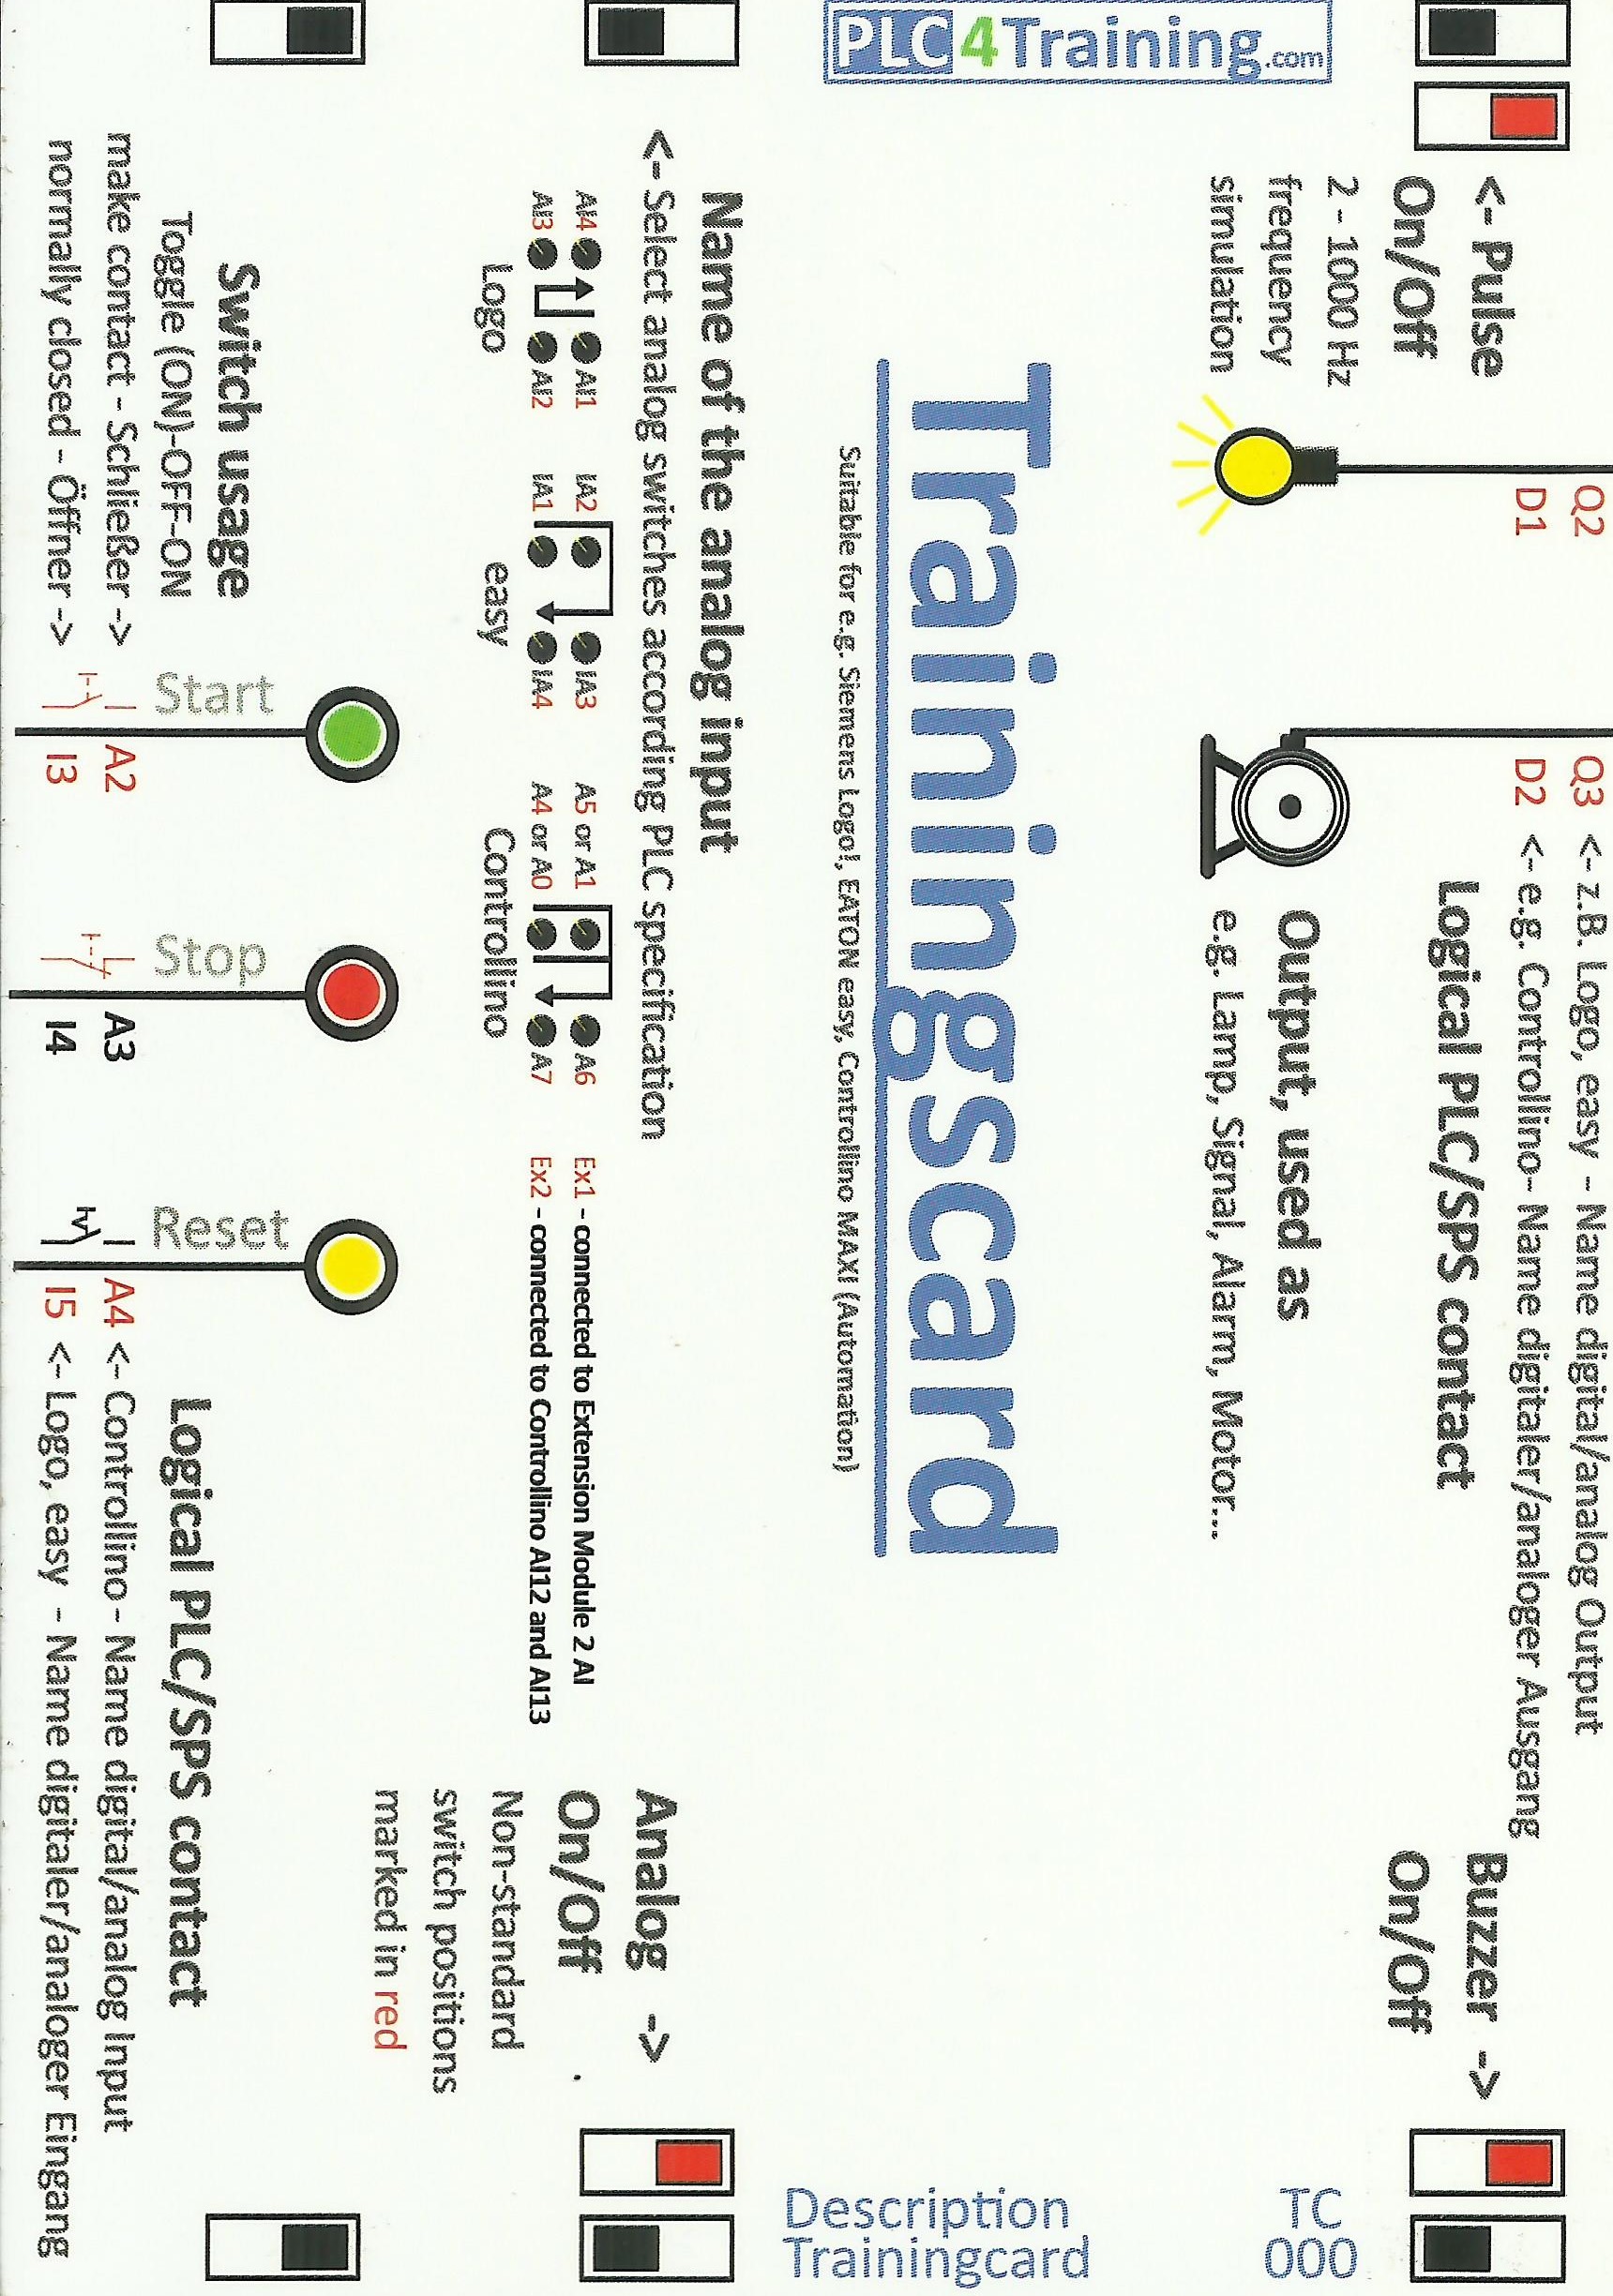 Q2
Q3 <- z.B. Logo, easy - Name digital/analog Output
D1
D2 <- e.g. Controllino- Name digitaler/analoger Ausgang
<- Pulse
On/Off
2 - 1000 Hz
frequency
simulation
Logical PLC/SPS contact
Buzzer ->
On/Off
Output, used as
e.g. Lamp, Signal, Alarm, Motor...
TC
000
PLC4Training.com
Trainingscard
Suitable for e.g. Siemens Logo!, EATON easy, Controllino MAXI (Automation)
Description
Trainingcard
Name of the analog input
<- Select analog switches according PLC specification
AI4 AI1 IA2 IA3 A5 or A1 A6 Ex1 - connected to Extension Module 2 AI
AI3 AI2 IA1 IA4 A4 or A0 A7 Ex2 - connected to Controllino AI12 and AI13
Logo easy Controllino
Analog ->
On/Off
Non-standard
switch positions
marked in red
Switch usage
Toggle (ON)-OFF-ON
make contact - Schließer ->
normally closed - Öffner ->
Start
A2
I3
Stop
A3
I4
Reset
Logical PLC/SPS contact
A4 <- Controllino - Name digital/analog Input
I5 <- Logo, easy - Name digitaler/analoger Eingang